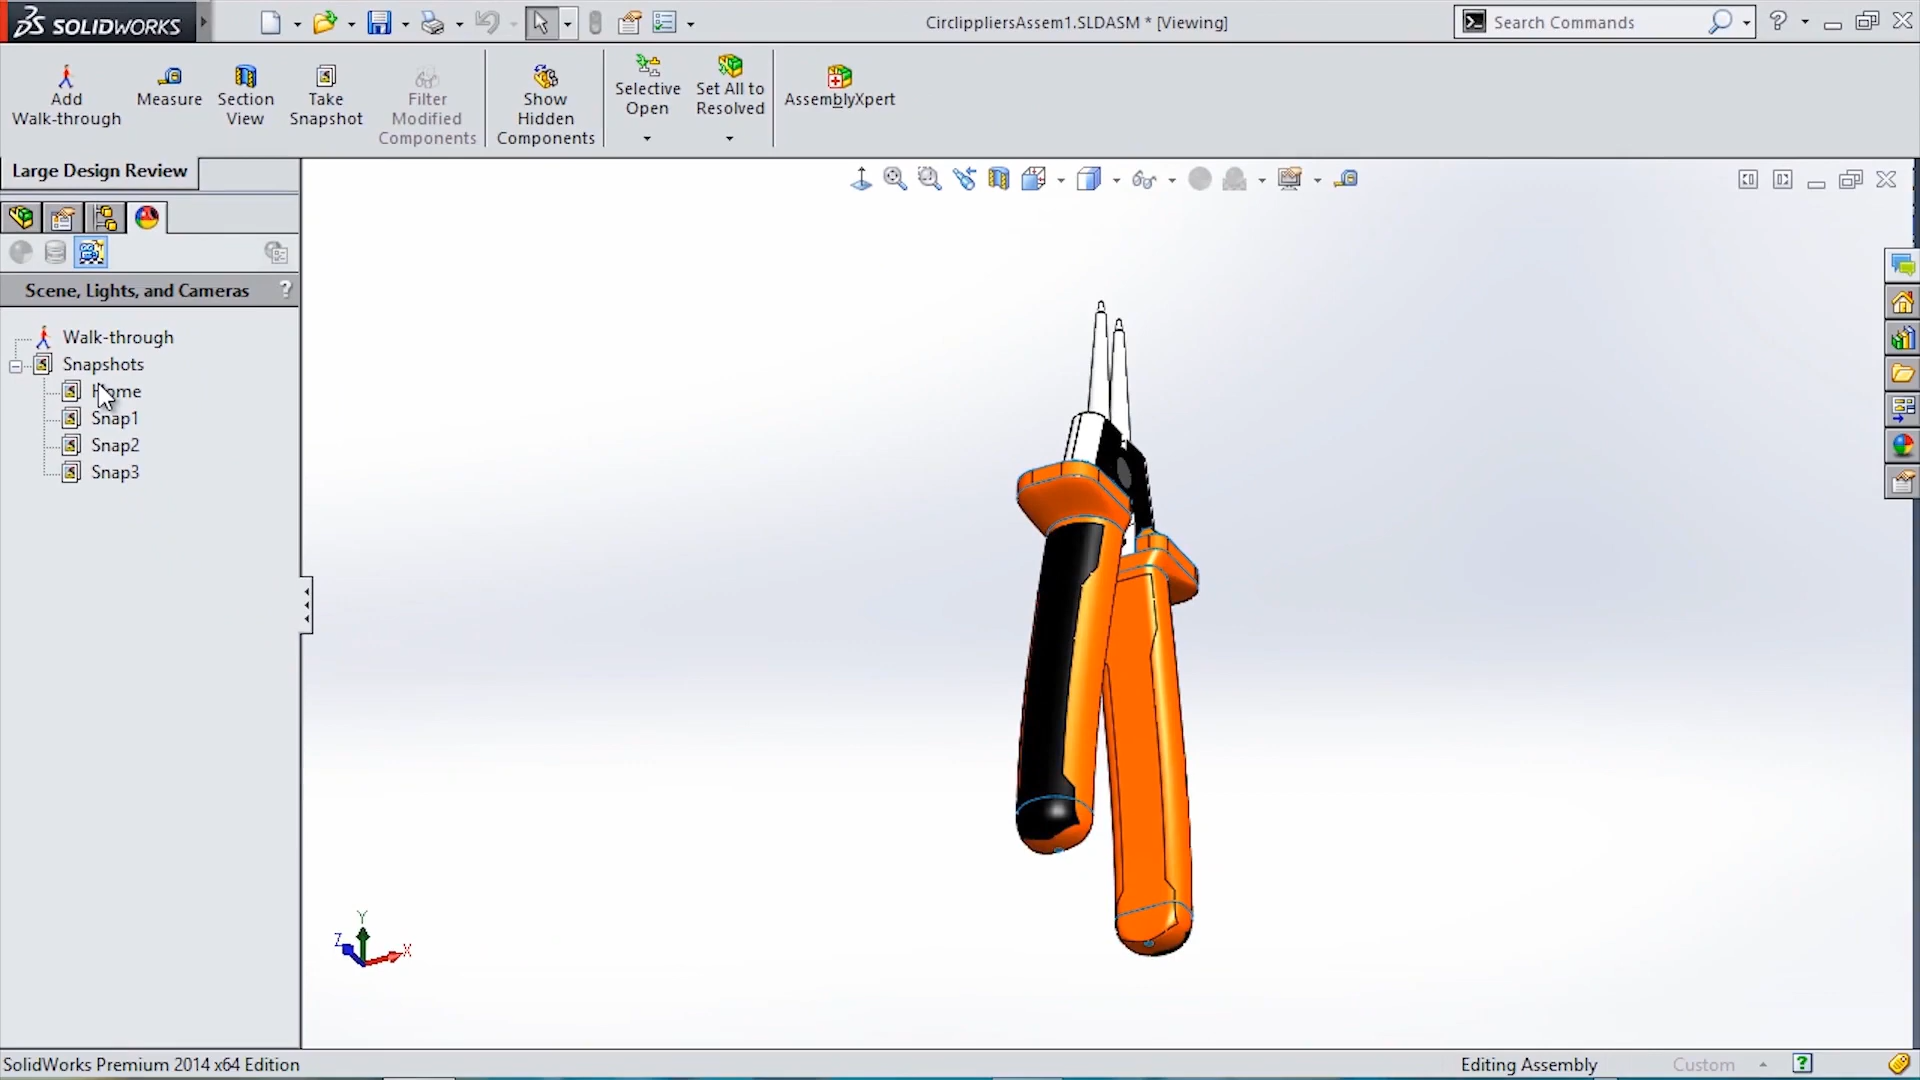 SOLIDWORKS
CirclippliersAssem1.SLDASM * [Viewing]
Search Commands
Add
Walk-through
Measure
Section
View
Take
Snapshot
Filter
Modified
Components
Show
Hidden
Components
Selective
Open
Set All to
Resolved
AssemblyXpert
Large Design Review
Scene, Lights, and Cameras
?
Walk-through
Snapshots
Home
Snap1
Snap2
Snap3
Y
Z
X
SolidWorks Premium 2014 x64 Edition
Editing Assembly
Custom